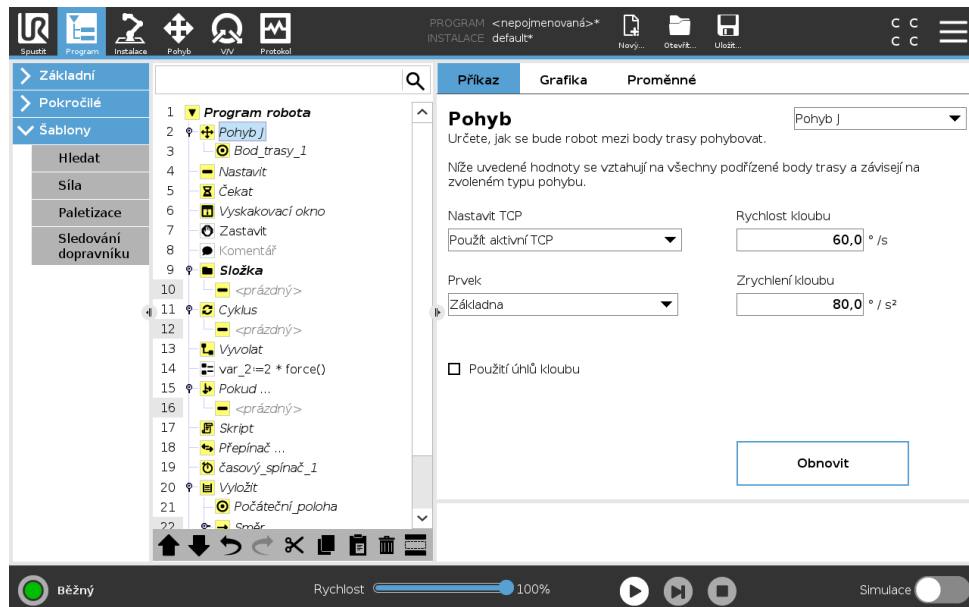 PROGRAM <nepojmenovaná>*
INSTALACE default*
Spustit
Program
Instalace
Pohyb
V/V
Protokol
Nový...
Otevřít...
Uložit...
C C
C C
Základní
Pokročilé
Šablony
Hledat
Síla
Paletizace
Sledování
dopravníku
1 Program robota
2 Pohyb J
3 Bod_trasy_1
4 Nastavit
5 Čekat
6 Vyskakovací okno
7 Zastavit
8 Komentář
9 Složka
10 <prázdný>
11 Cyklus
12 <prázdný>
13 Vyvolat
14 var_2:=2 * force()
15 Pokud ...
16 <prázdný>
17 Skript
18 Přepínač ...
19 časový_spínač_1
20 Vyložit
21 Počáteční_poloha
22 Směr
Příkaz
Grafika
Proměnné
Pohyb
Pohyb J
Určete, jak se bude robot mezi body trasy pohybovat.
Níže uvedené hodnoty se vztahují na všechny podřízené body trasy a závisejí na
zvoleném typu pohybu.
Nastavit TCP
Rychlost kloubu
Použít aktivní TCP
60,0 ° /s
Prvek
Zrychlení kloubu
Základna
80,0 ° / s²
Použití úhlů kloubu
Obnovit
Běžný
Rychlost
100%
Simulace